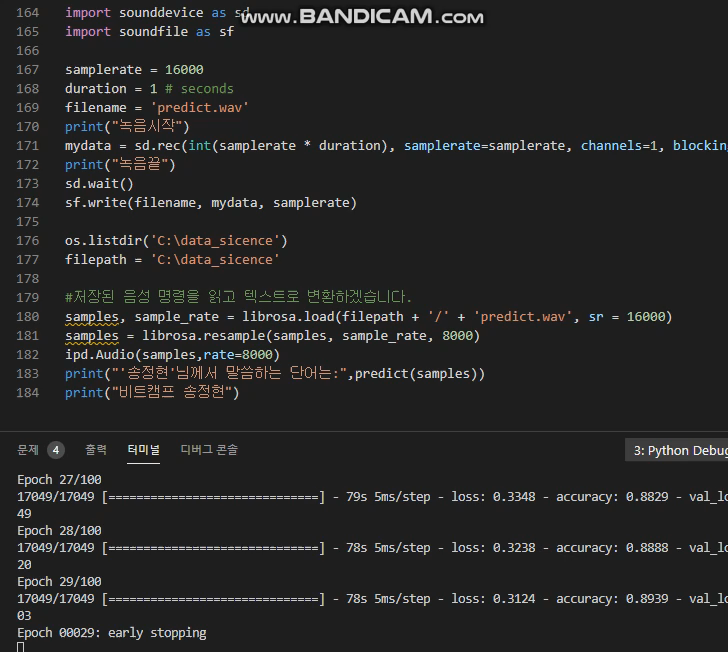 www.BANDICAM.com
164 import sounddevice as sd
165 import soundfile as sf
166
167 samplerate = 16000
168 duration = 1 # seconds
169 filename = 'predict.wav'
170 print("녹음시작")
171 mydata = sd.rec(int(samplerate * duration), samplerate=samplerate, channels=1, blockin
172 print("녹음끝")
173 sd.wait()
174 sf.write(filename, mydata, samplerate)
175
176 os.listdir('C:\data_sicence')
177 filepath = 'C:\data_sicence'
178
179 #저장된 음성 명령을 읽고 텍스트로 변환하겠습니다.
180 samples, sample_rate = librosa.load(filepath + '/' + 'predict.wav', sr = 16000)
181 samples = librosa.resample(samples, sample_rate, 8000)
182 ipd.Audio(samples,rate=8000)
183 print("'송정현'님께서 말씀하는 단어는:",predict(samples))
184 print("비트캠프 송정현")
문제 4 출력 터미널 디버그 콘솔 3: Python Debug
Epoch 27/100
17049/17049 [==============================] - 79s 5ms/step - loss: 0.3348 - accuracy: 0.8829 - val_lo
49
Epoch 28/100
17049/17049 [==============================] - 78s 5ms/step - loss: 0.3238 - accuracy: 0.8888 - val_lo
20
Epoch 29/100
17049/17049 [==============================] - 78s 5ms/step - loss: 0.3124 - accuracy: 0.8939 - val_lo
03
Epoch 00029: early stopping